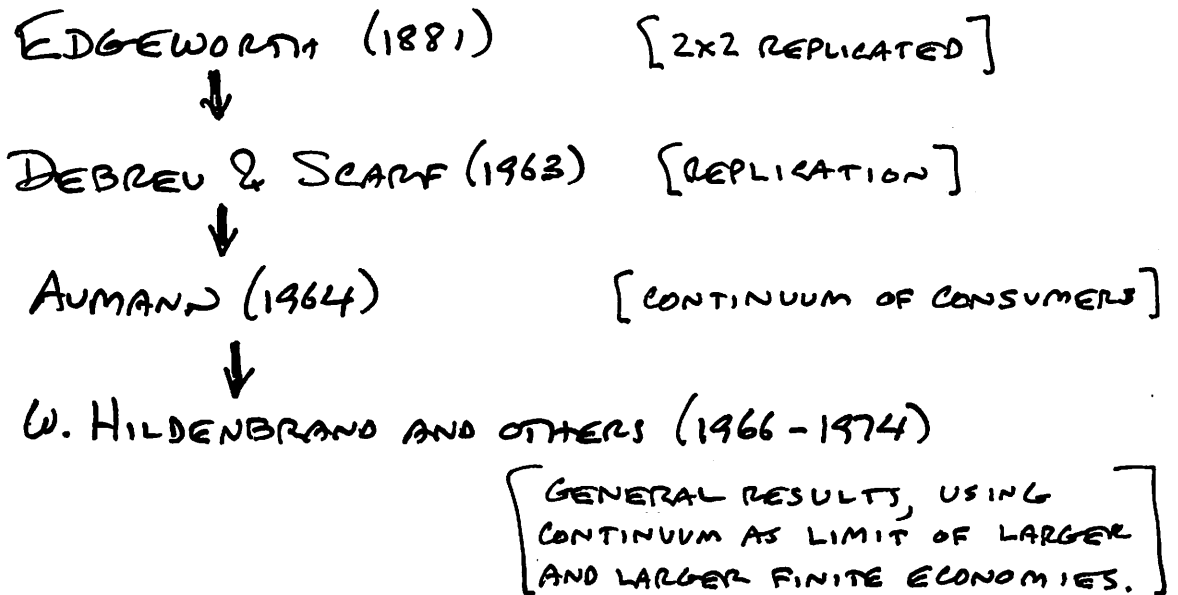 EDGEWORTH (1881) [2x2 REPLICATED]
DEBREU & SCARF (1963) [REPLICATION]
AUMANN (1964) [CONTINUUM OF CONSUMERS]
W. HILDENBRAND AND OTHERS (1966-1974)
[GENERAL RESULTS, USING
CONTINUUM AS LIMIT OF LARGER
AND LARGER FINITE ECONOMIES.]